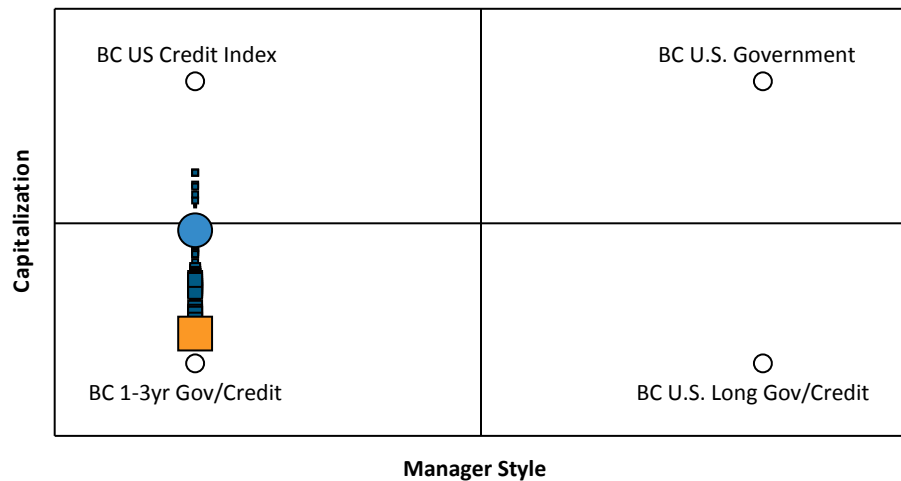 BC US Credit Index
BC U.S. Government
Capitalization
BC 1-3yr Gov/Credit
BC U.S. Long Gov/Credit
Manager Style